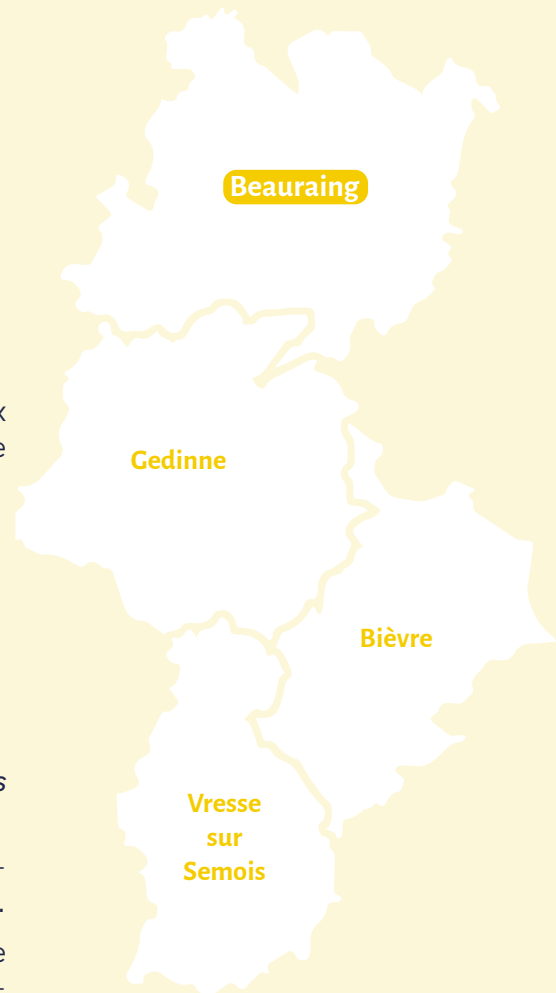 Beauraing
x
e
Gedinne
Bièvre
s
Vresse
sur
Semois
-
.
e
-